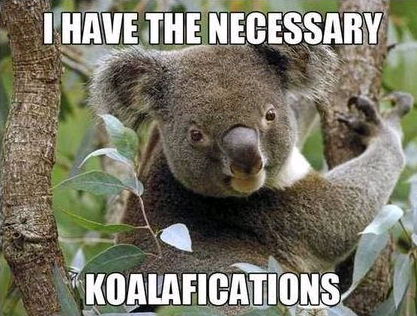 I HAVE THE NECESSARY
KOALAFICATIONS